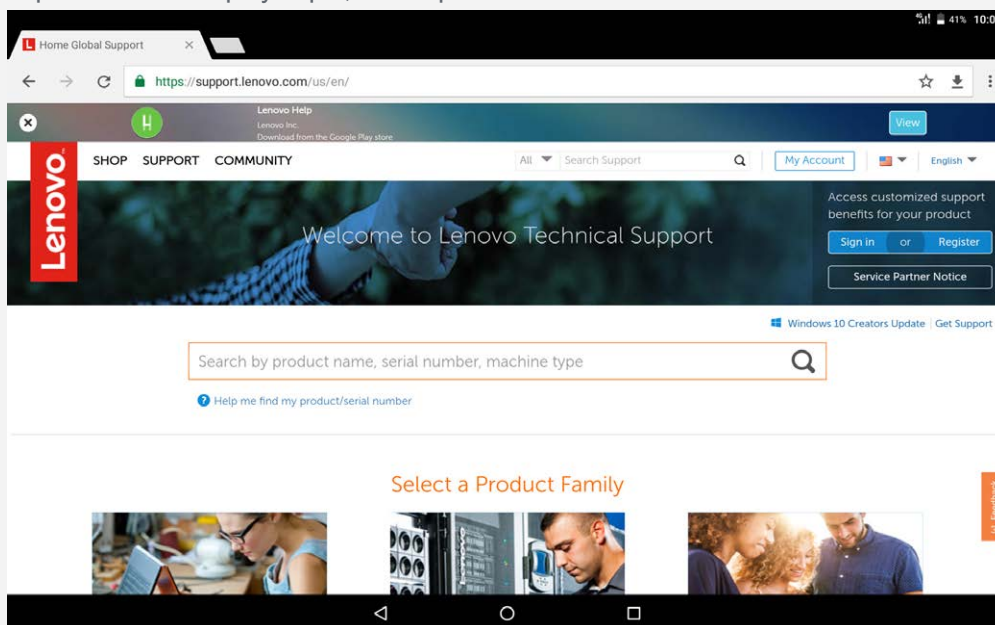 41% 10:0
Home Global Support
https://support.lenovo.com/us/en/
Lenovo Help
Lenovo Inc.
Download from the Google Play store
View
Lenovo
SHOP SUPPORT COMMUNITY All Search Support My Account English
Welcome to Lenovo Technical Support
Access customized support
benefits for your product
Sign in or Register
Service Partner Notice
Windows 10 Creators Update Get Support
Search by product name, serial number, machine type
Help me find my product/serial number
Select a Product Family
Feedback